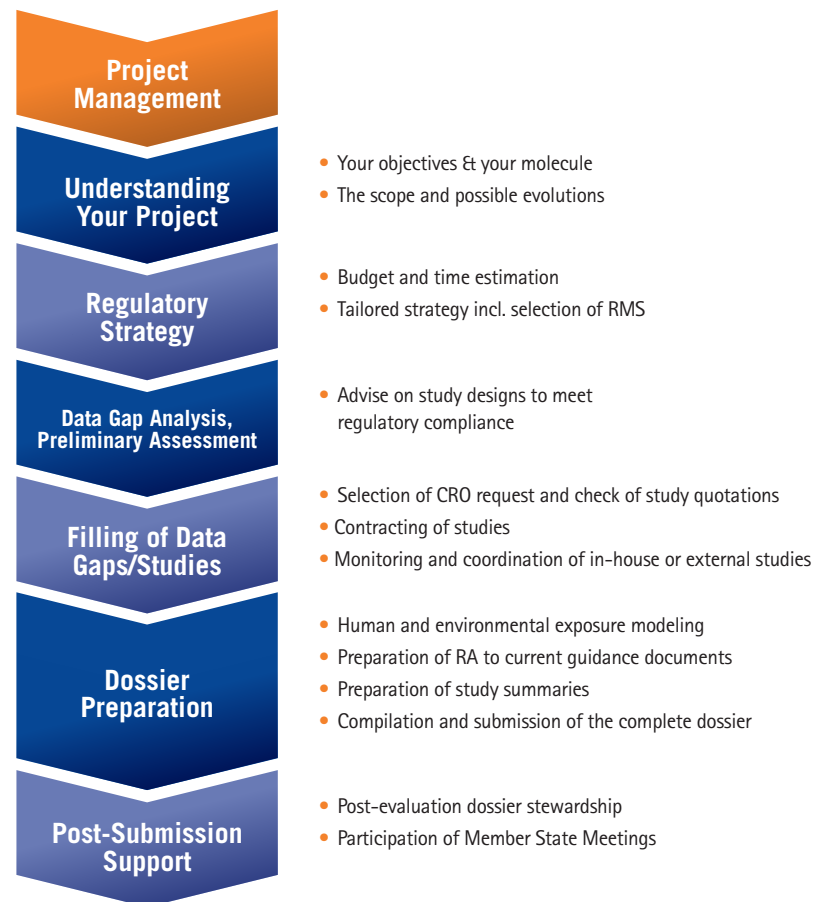 Project
Management
Understanding
Your Project
• Your objectives & your molecule
• The scope and possible evolutions
Regulatory
Strategy
• Budget and time estimation
• Tailored strategy incl. selection of RMS
Data Gap Analysis,
Preliminary Assessment
• Advise on study designs to meet
regulatory compliance
Filling of Data
Gaps/Studies
• Selection of CRO request and check of study quotations
• Contracting of studies
• Monitoring and coordination of in-house or external studies
Dossier
Preparation
• Human and environmental exposure modeling
• Preparation of RA to current guidance documents
• Preparation of study summaries
• Compilation and submission of the complete dossier
Post-Submission
Support
• Post-evaluation dossier stewardship
• Participation of Member State Meetings